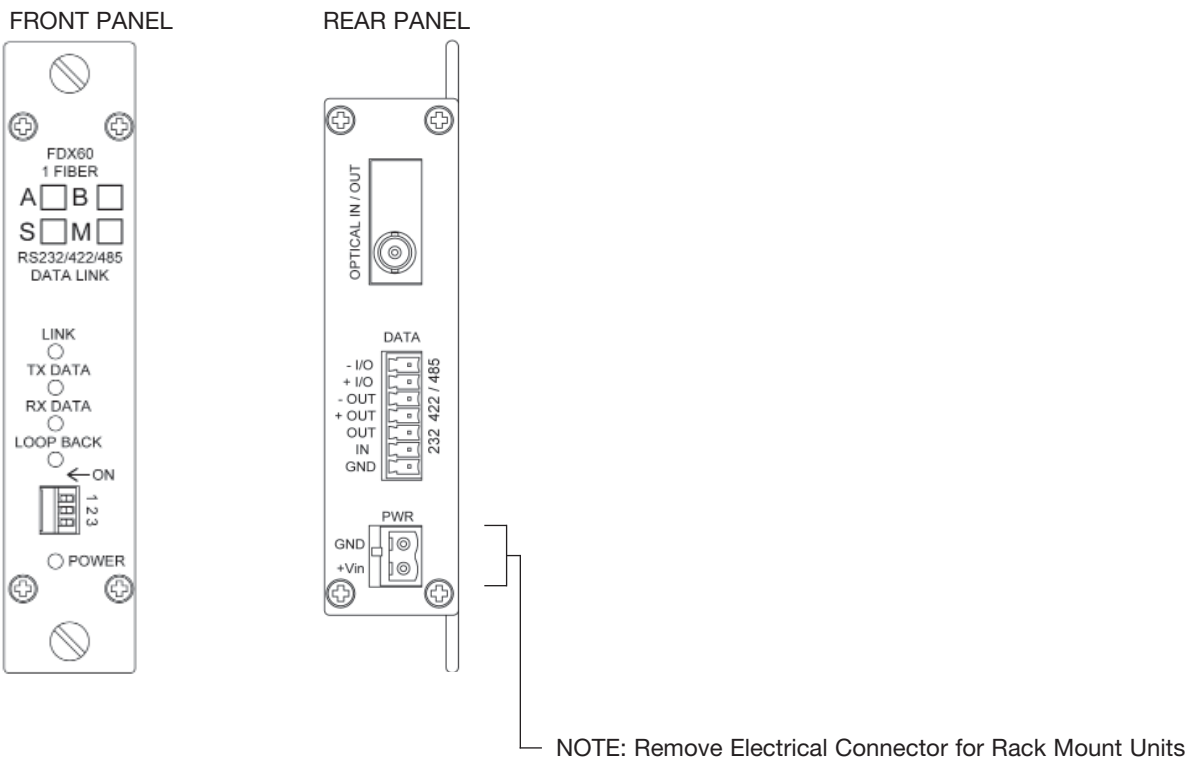 FRONT PANEL
REAR PANEL
FDX60
1 FIBER
A B
S M
RS232/422/485
DATA LINK
LINK
TX DATA
RX DATA
LOOP BACK
←ON
1
2
3
POWER
OPTICAL IN / OUT
DATA
- I/O
+ I/O
- OUT
+ OUT
OUT
IN
GND
232 422 / 485
PWR
GND
+Vin
NOTE: Remove Electrical Connector for Rack Mount Units